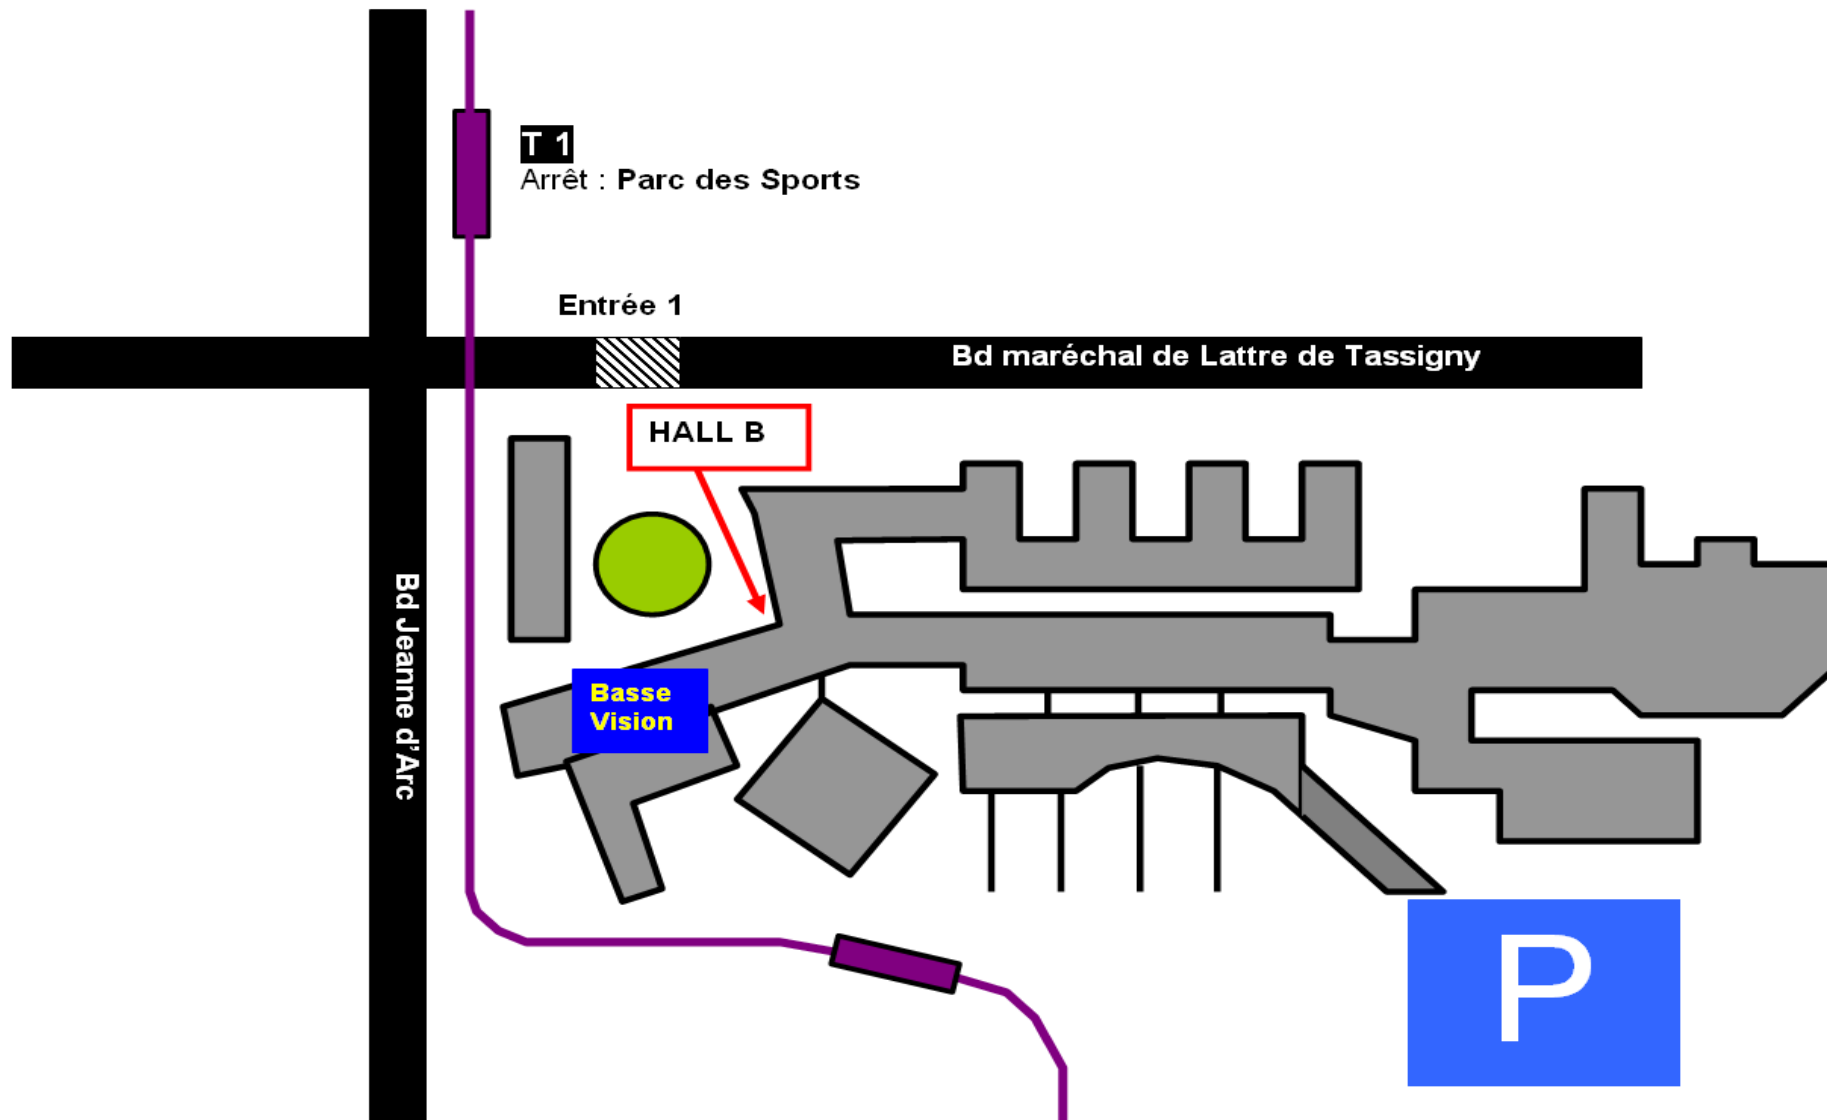 T 1
Arrêt : Parc des Sports
Entrée 1
Bd maréchal de Lattre de Tassigny
HALL B
Bd Jeanne d'Arc
Basse
Vision
P